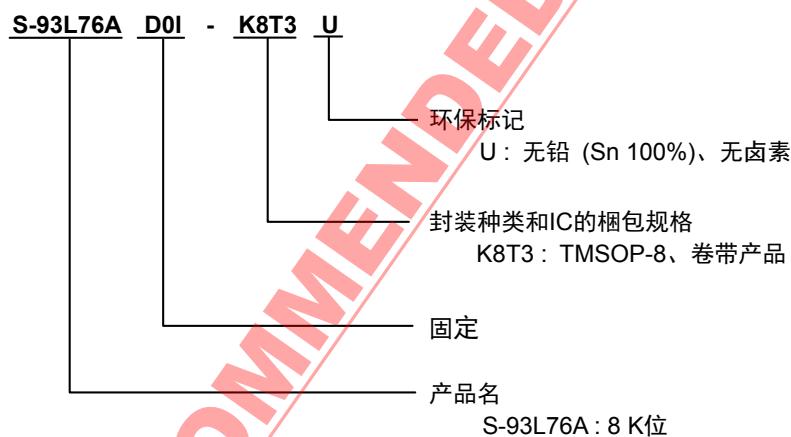 S-93L76A D0I - K8T3 U
环保标记
U : 无铅 (Sn 100%)、无卤素
封装种类和IC的梱包规格
K8T3 : TMSOP-8、卷带产品
固定
产品名
S-93L76A : 8 K位
OMMENDED